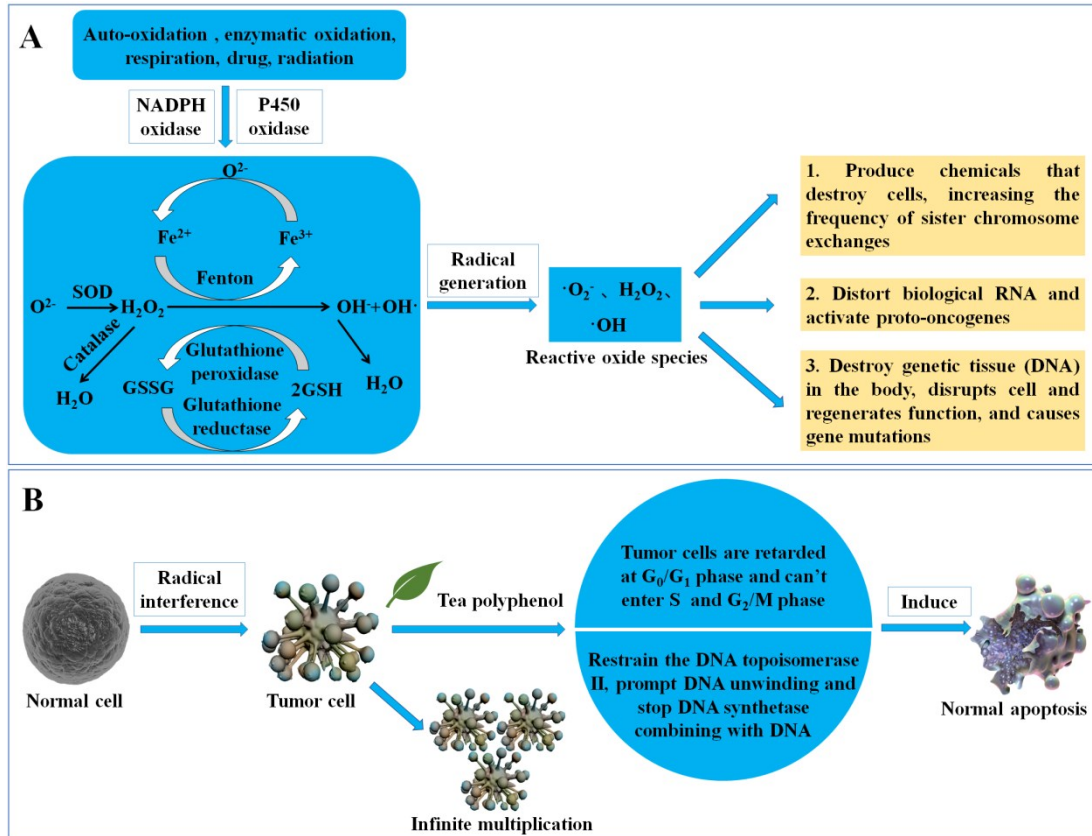 A
Auto-oxidation , enzymatic oxidation,
respiration, drug, radiation
NADPH
oxidase
P450
oxidase
O²⁻
Fe²⁺
Fe³⁺
Fenton
O²⁻
SOD
H₂O₂
OH⁻+OH·
Catalase
H₂O
Glutathione
peroxidase
GSSG
2GSH
H₂O
Glutathione
reductase
Radical
generation
·O₂⁻ 、H₂O₂、
·OH
Reactive oxide species
1. Produce chemicals that
destroy cells, increasing the
frequency of sister chromosome
exchanges
2. Distort biological RNA and
activate proto-oncogenes
3. Destroy genetic tissue (DNA)
in the body, disrupts cell and
regenerates function, and causes
gene mutations
B
Normal cell
Radical
interference
Tumor cell
Tea polyphenol
Infinite multiplication
Tumor cells are retarded
at G₀/G₁ phase and can't
enter S and G₂/M phase
Restrain the DNA topoisomerase
II, prompt DNA unwinding and
stop DNA synthetase
combining with DNA
Induce
Normal apoptosis